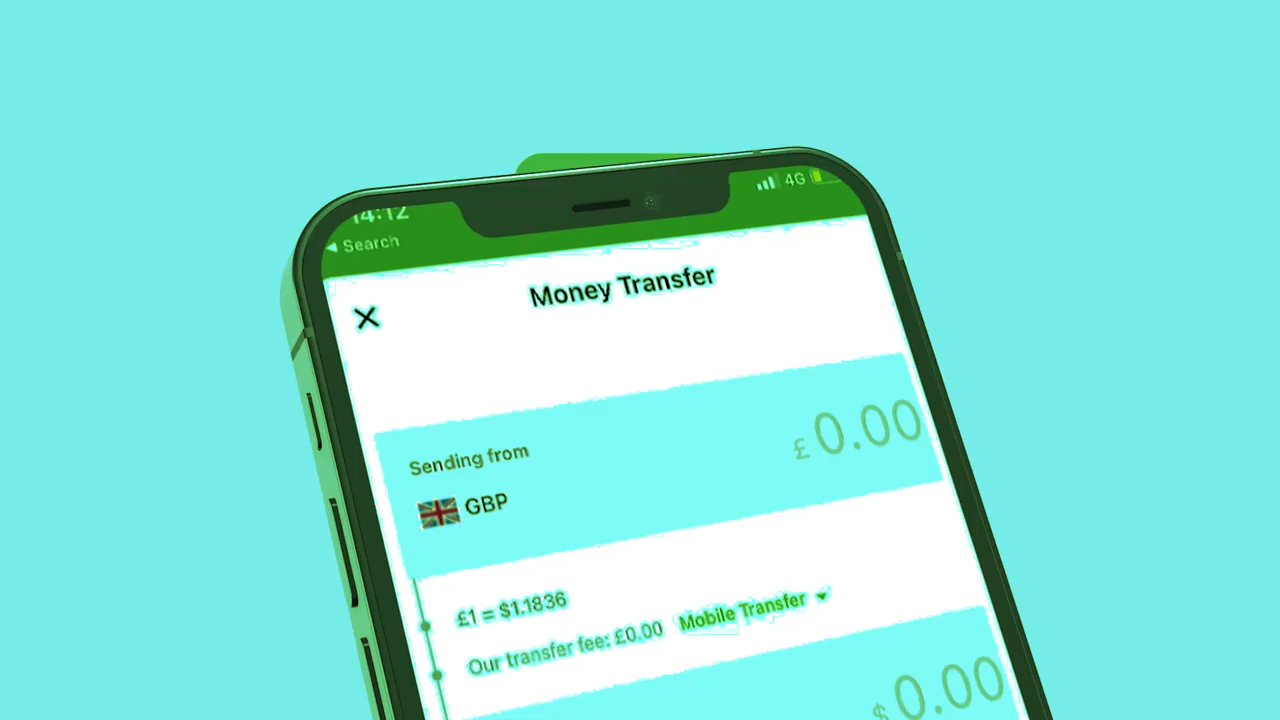 14:12
4G
Search
Money Transfer
£ 0.00
Sending from
GBP
£1 = $1.1836
Our transfer fee: £0.00 Mobile Transfer
$ 0.00